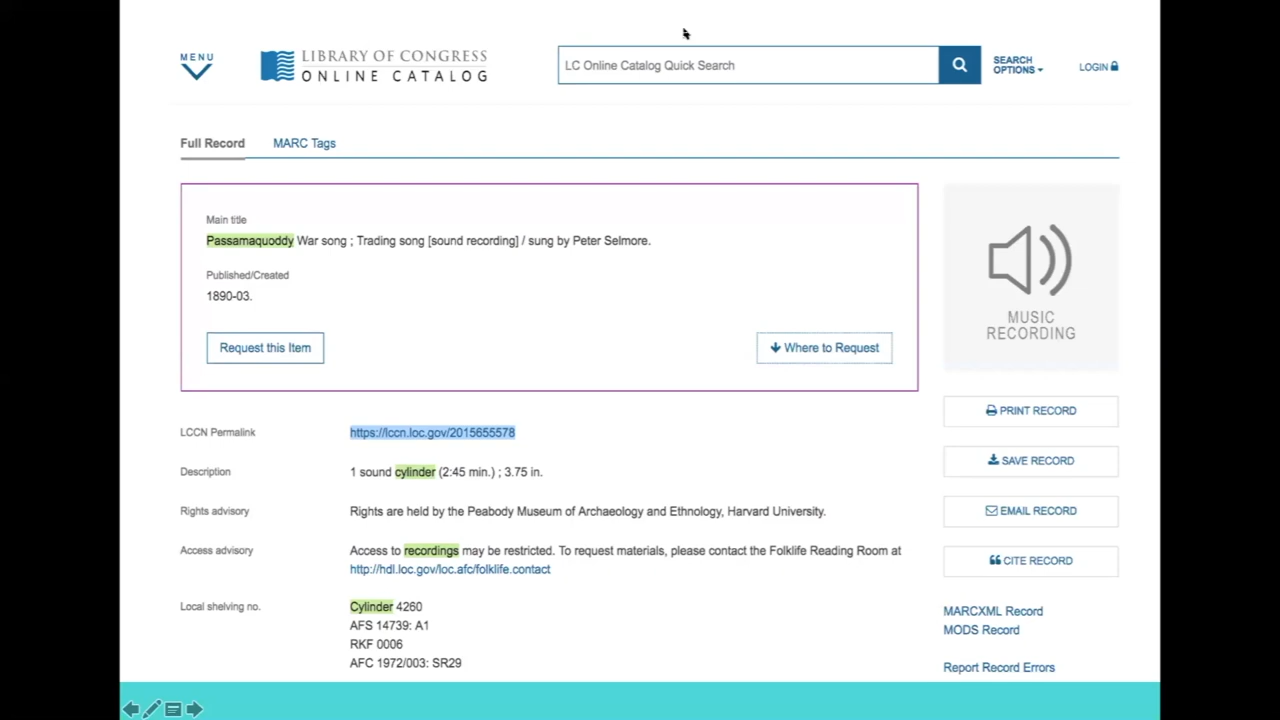 MENU
LIBRARY OF CONGRESS
ONLINE CATALOG
LC Online Catalog Quick Search
SEARCH
OPTIONS
LOGIN
Full Record
MARC Tags
Main title
Passamaquoddy War song ; Trading song [sound recording] / sung by Peter Selmore.
Published/Created
1890-03.
Request this Item
Where to Request
MUSIC
RECORDING
LCCN Permalink
https://lccn.loc.gov/2015655578
Description
1 sound cylinder (2:45 min.) ; 3.75 in.
Rights advisory
Rights are held by the Peabody Museum of Archaeology and Ethnology, Harvard University.
Access advisory
Access to recordings may be restricted. To request materials, please contact the Folklife Reading Room at
http://hdl.loc.gov/loc.afc/folklife.contact
Local shelving no.
Cylinder 4260
AFS 14739: A1
RKF 0006
AFC 1972/003: SR29
PRINT RECORD
SAVE RECORD
EMAIL RECORD
CITE RECORD
MARCXML Record
MODS Record
Report Record Errors